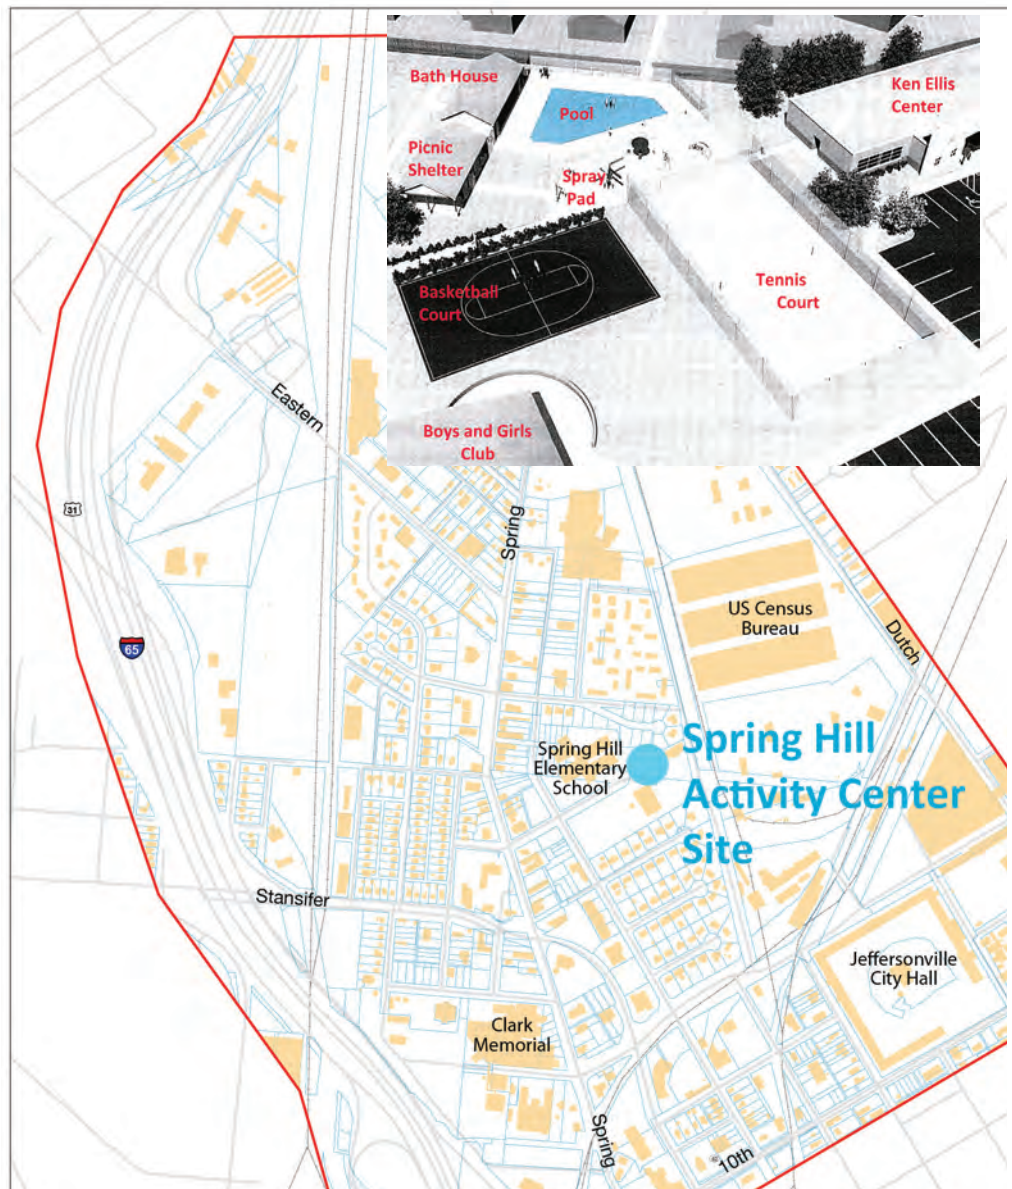 Bath House
Ken Ellis
Center
Pool
Picnic
Shelter
Spray
Pad
Tennis
Court
Basketball
Court
Boys and Girls
Club
Eastern
31
Spring
US Census
Bureau
Dutch
65
Spring Hill
Elementary
School
Spring Hill
Activity Center
Site
Stansifer
Jeffersonville
City Hall
Clark
Memorial
Spring
10th